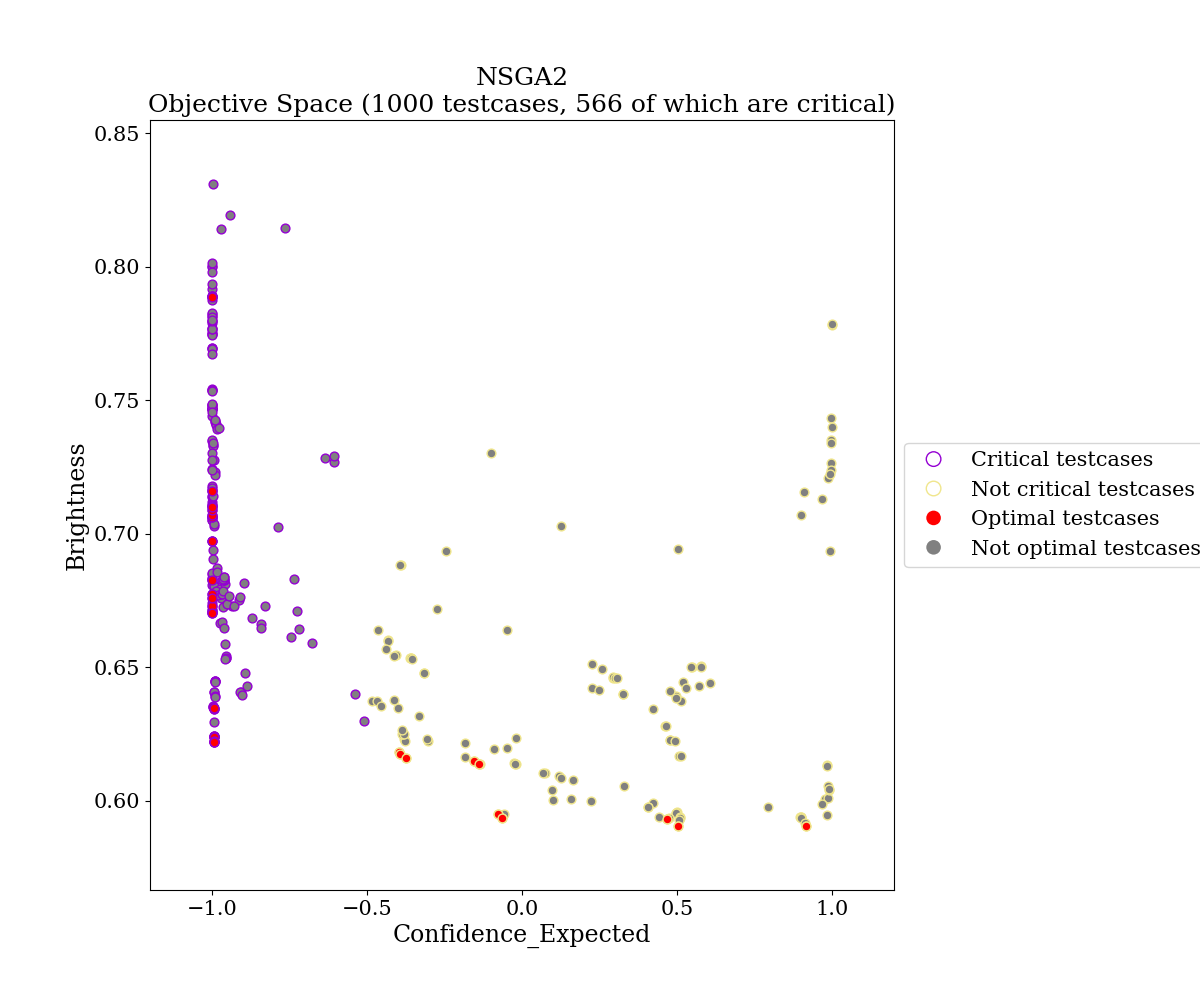 NSGA2
Objective Space (1000 testcases, 566 of which are critical)
0.85
0.80
0.75
0.70
0.65
0.60
Brightness
−1.0
−0.5
0.0
0.5
1.0
Confidence_Expected
Critical testcases
Not critical testcases
Optimal testcases
Not optimal testcases